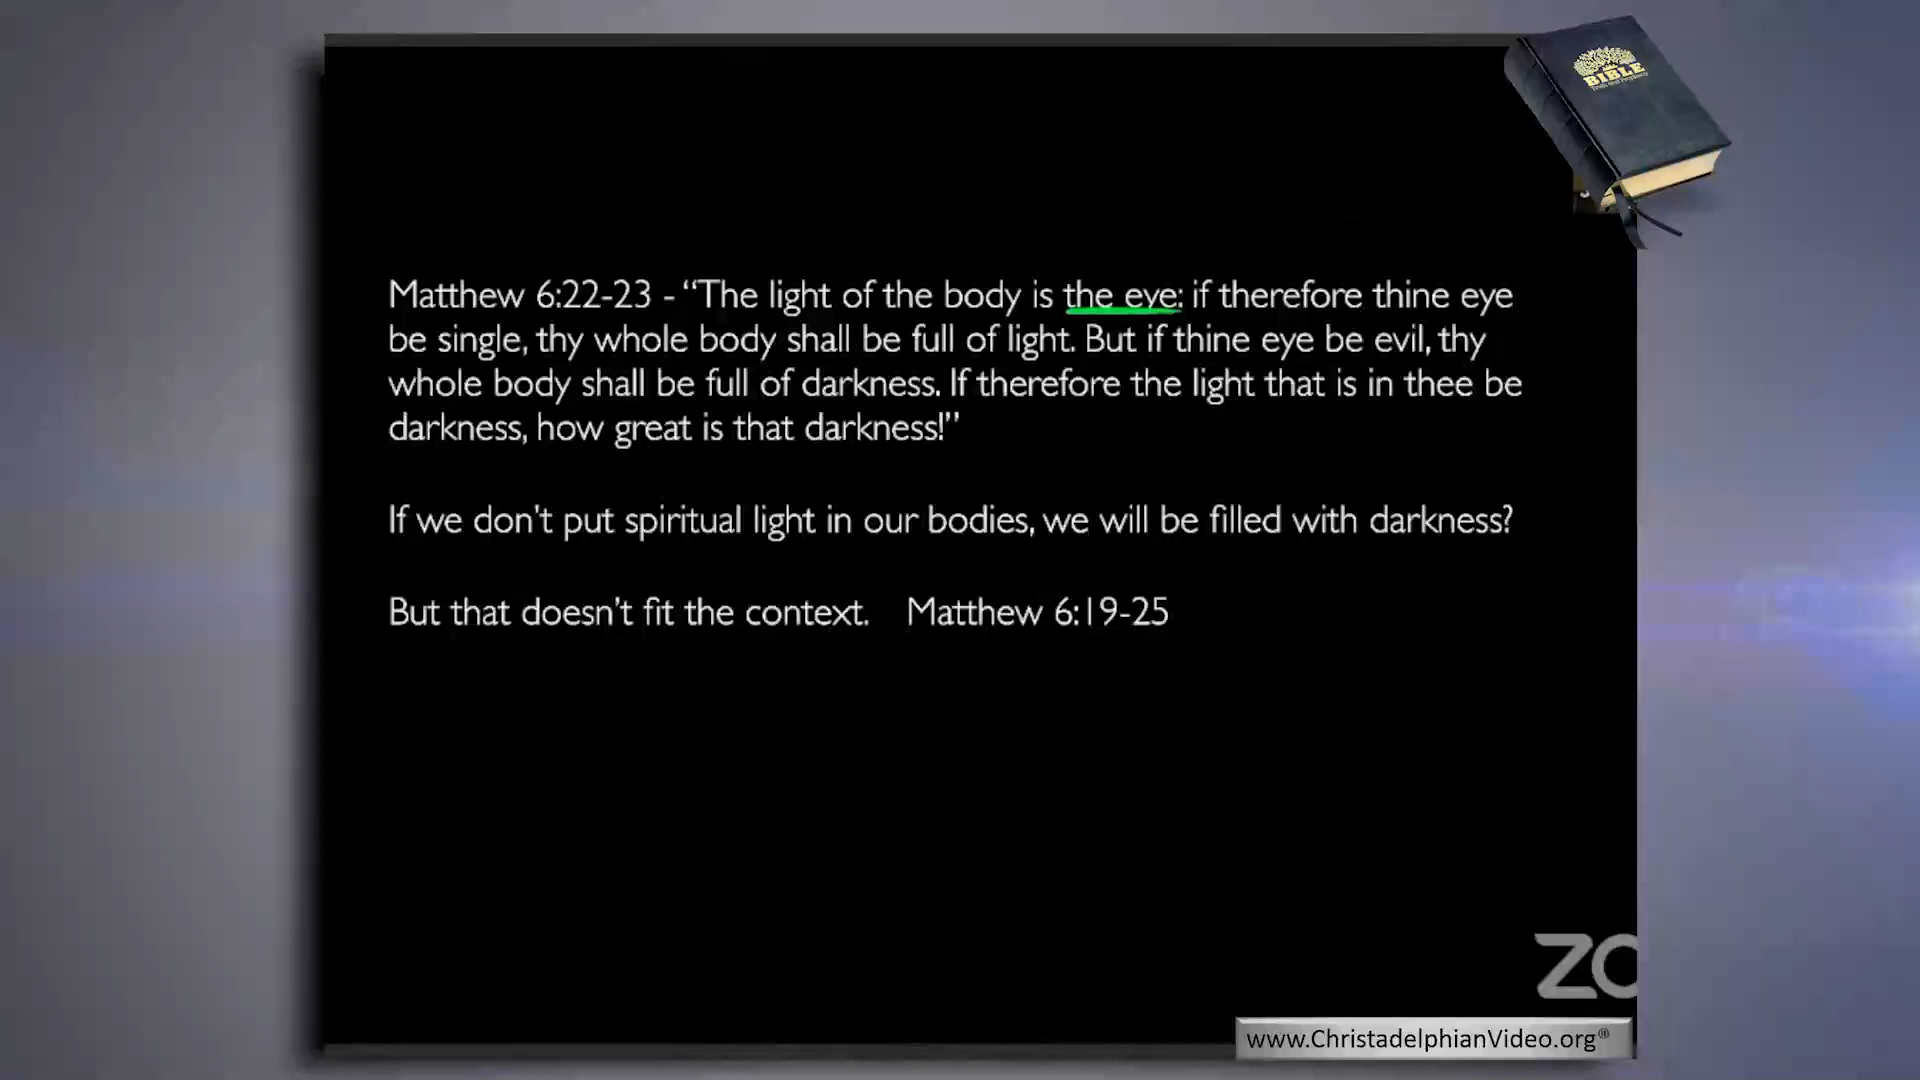 BIBLE
Matthew 6:22-23 - “The light of the body is the eye: if therefore thine eye
be single, thy whole body shall be full of light. But if thine eye be evil, thy
whole body shall be full of darkness. If therefore the light that is in thee be
darkness, how great is that darkness!”
If we don’t put spiritual light in our bodies, we will be filled with darkness?
But that doesn’t fit the context. Matthew 6:19-25
ZO
www.ChristadelphianVideo.org®